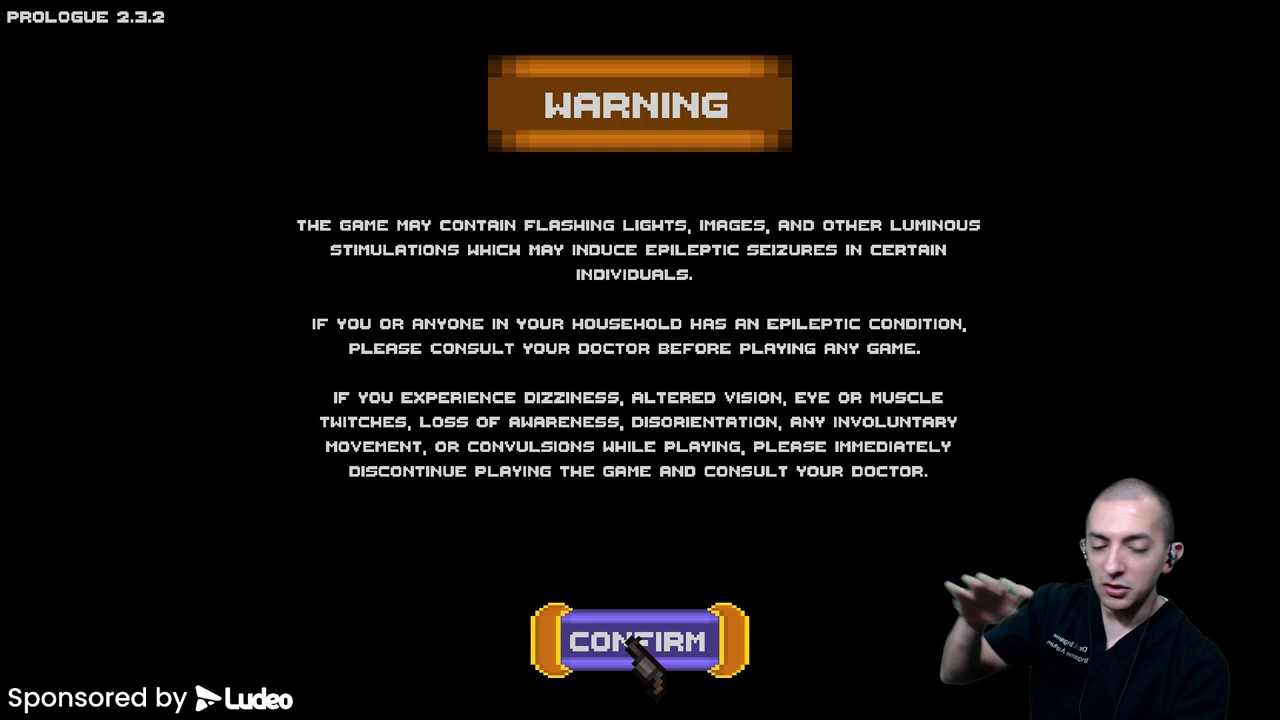 PROLOGUE 2.3.2
WARNING
THE GAME MAY CONTAIN FLASHING LIGHTS, IMAGES, AND OTHER LUMINOUS
STIMULATIONS WHICH MAY INDUCE EPILEPTIC SEIZURES IN CERTAIN
INDIVIDUALS.
IF YOU OR ANYONE IN YOUR HOUSEHOLD HAS AN EPILEPTIC CONDITION,
PLEASE CONSULT YOUR DOCTOR BEFORE PLAYING ANY GAME.
IF YOU EXPERIENCE DIZZINESS, ALTERED VISION, EYE OR MUSCLE
TWITCHES, LOSS OF AWARENESS, DISORIENTATION, ANY INVOLUNTARY
MOVEMENT, OR CONVULSIONS WHILE PLAYING, PLEASE IMMEDIATELY
DISCONTINUE PLAYING THE GAME AND CONSULT YOUR DOCTOR.
CONFIRM
Sponsored by Ludeo